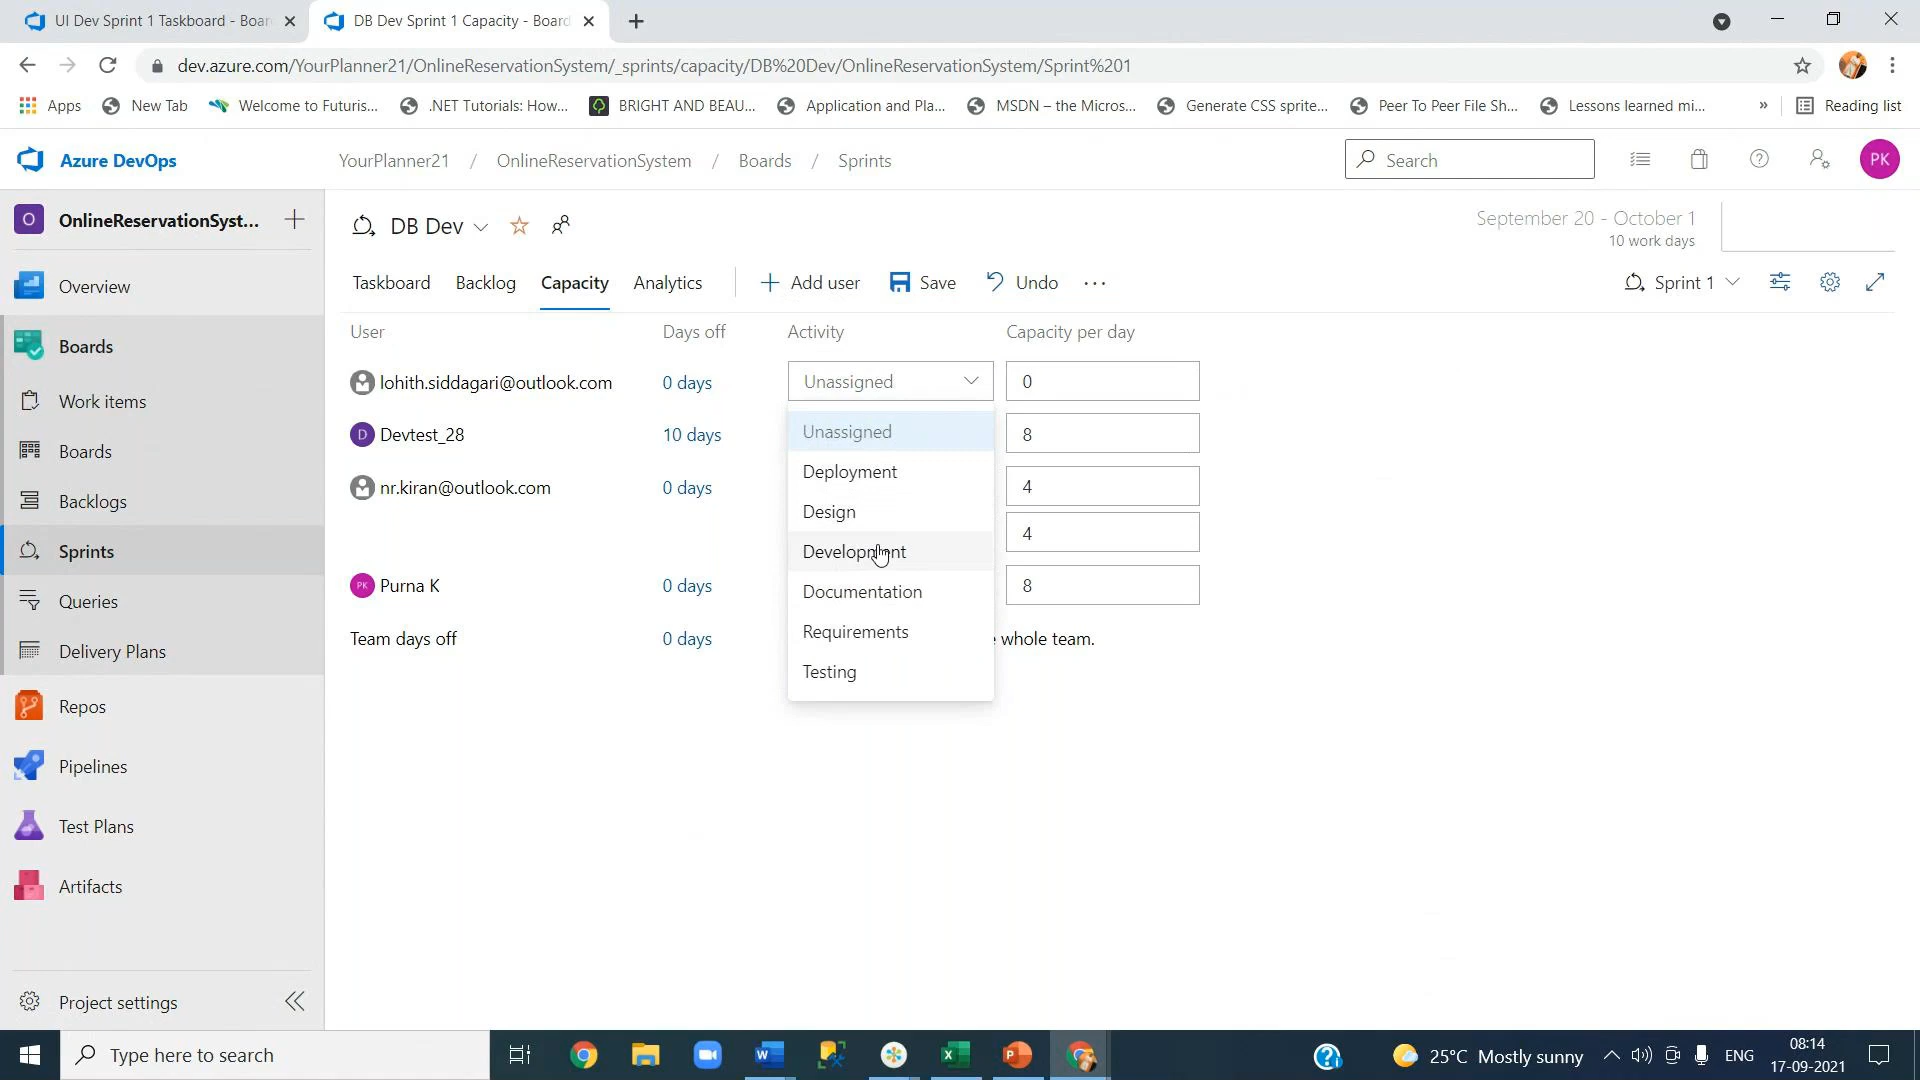 UI Dev Sprint 1 Taskboard - Boar
DB Dev Sprint 1 Capacity - Board
dev.azure.com/YourPlanner21/OnlineReservationSystem/_sprints/capacity/DB%20Dev/OnlineReservationSystem/Sprint%201
Apps
New Tab
Welcome to Futuris...
.NET Tutorials: How...
BRIGHT AND BEAU...
Application and Pla...
MSDN – the Micros...
Generate CSS sprite...
Peer To Peer File Sh...
Lessons learned mi...
»
Reading list
Azure DevOps
YourPlanner21 / OnlineReservationSystem / Boards / Sprints
Search
PK
O
OnlineReservationSyst...
Overview
Boards
Work items
Boards
Backlogs
Sprints
Queries
Delivery Plans
Repos
Pipelines
Test Plans
Artifacts
Project settings
DB Dev
September 20 - October 1
10 work days
Taskboard
Backlog
Capacity
Analytics
Add user
Save
Undo
Sprint 1
User
Days off
Activity
Capacity per day
lohith.siddagari@outlook.com
0 days
Unassigned
0
D
Devtest_28
10 days
8
nr.kiran@outlook.com
0 days
4
4
PK
Purna K
0 days
8
Team days off
0 days
whole team.
Unassigned
Deployment
Design
Development
Documentation
Requirements
Testing
Type here to search
25°C Mostly sunny
ENG
08:14
17-09-2021